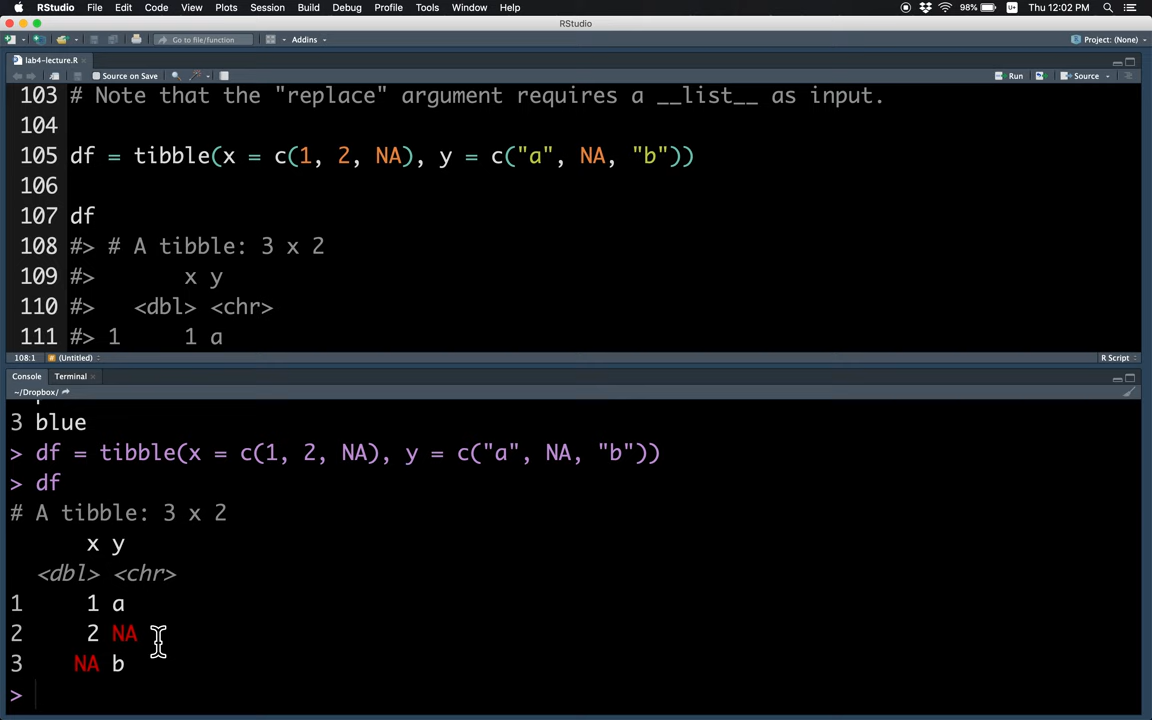 RStudio File Edit Code View Plots Session Build Debug Profile Tools Window Help 98% U+ Thu 12:02 PM
RStudio
Go to file/function Addins Project: (None)
lab4-lecture.R
Source on Save Run Source
103 # Note that the "replace" argument requires a __list__ as input.
104
105 df = tibble(x = c(1, 2, NA), y = c("a", NA, "b"))
106
107 df
108 #> # A tibble: 3 x 2
109 #>       x y
110 #>   <dbl> <chr>
111 #> 1     1 a
108:1 # (Untitled) R Script
Console Terminal
~/Dropbox/
3 blue
> df = tibble(x = c(1, 2, NA), y = c("a", NA, "b"))
> df
# A tibble: 3 x 2
      x y
  <dbl> <chr>
1     1 a
2     2 NA
3    NA b
>